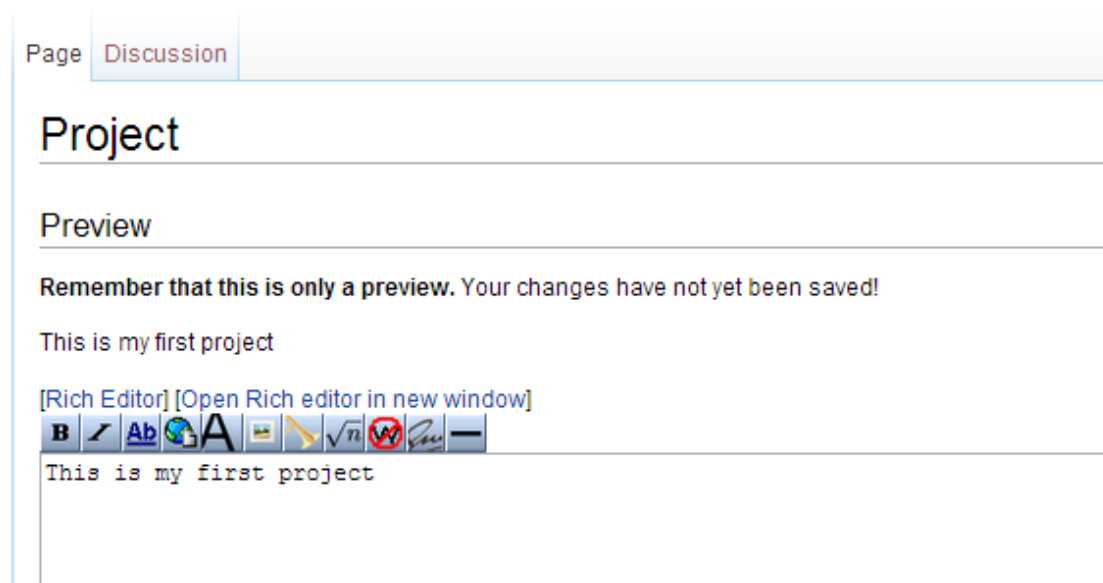 Page Discussion
Project
Preview
Remember that this is only a preview. Your changes have not yet been saved!
This is my first project
[Rich Editor] [Open Rich editor in new window]
B I Ab A √n W
This is my first project